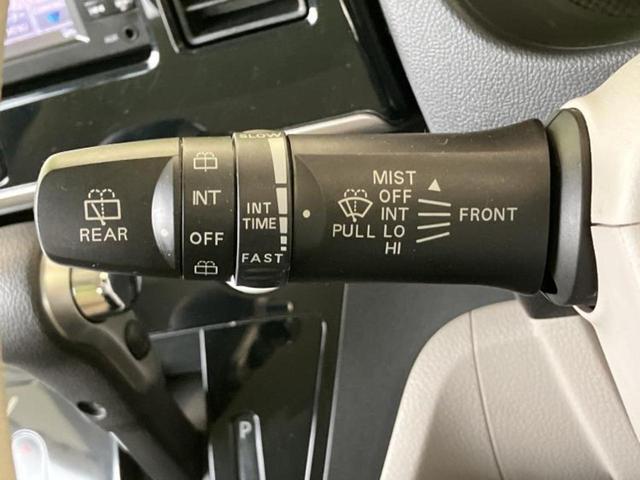 REAR
INT
OFF
SLOW
INT
TIME
FAST
PULL
MIST
OFF
INT
LO
HI
FRONT
P